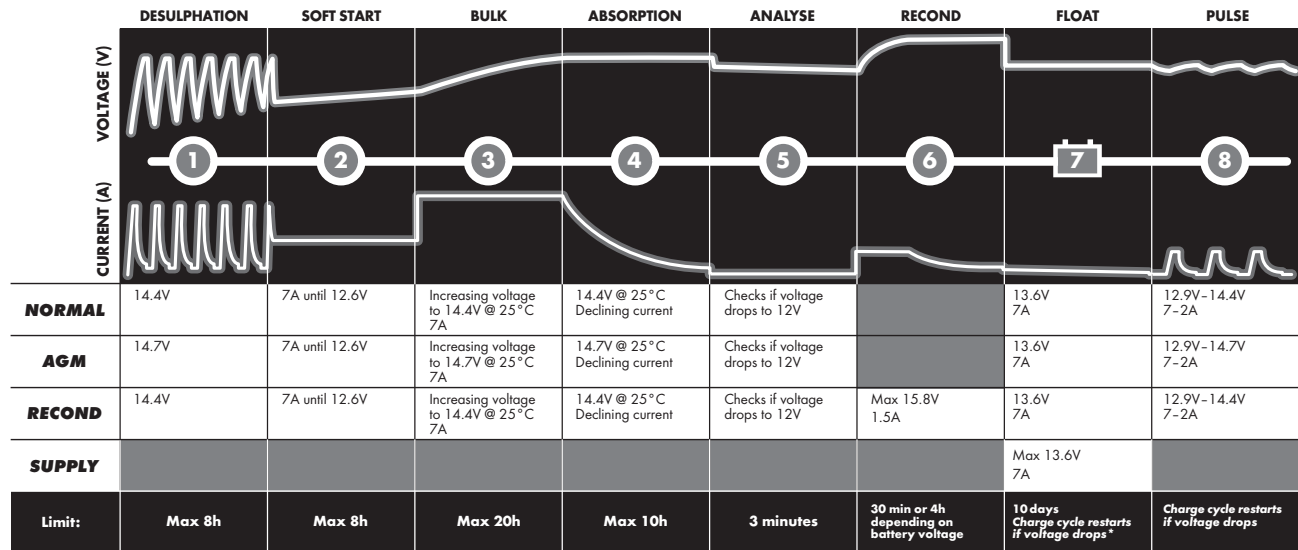 DESULPHATION
SOFT START
BULK
ABSORPTION
ANALYSE
RECOND
FLOAT
PULSE
VOLTAGE (V)
1
2
3
4
5
6
7
8
CURRENT (A)
NORMAL
14.4V
7A until 12.6V
Increasing voltage
to 14.4V @ 25°C
7A
14.4V @ 25°C
Declining current
Checks if voltage
drops to 12V
13.6V
7A
12.9V–14.4V
7–2A
AGM
14.7V
7A until 12.6V
Increasing voltage
to 14.7V @ 25°C
7A
14.7V @ 25°C
Declining current
Checks if voltage
drops to 12V
13.6V
7A
12.9V–14.7V
7–2A
RECOND
14.4V
7A until 12.6V
Increasing voltage
to 14.4V @ 25°C
7A
14.4V @ 25°C
Declining current
Checks if voltage
drops to 12V
Max 15.8V
1.5A
13.6V
7A
12.9V–14.4V
7–2A
SUPPLY
Max 13.6V
7A
Limit:
Max 8h
Max 8h
Max 20h
Max 10h
3 minutes
30 min or 4h
depending on
battery voltage
10 days
Charge cycle restarts
if voltage drops*
Charge cycle restarts
if voltage drops